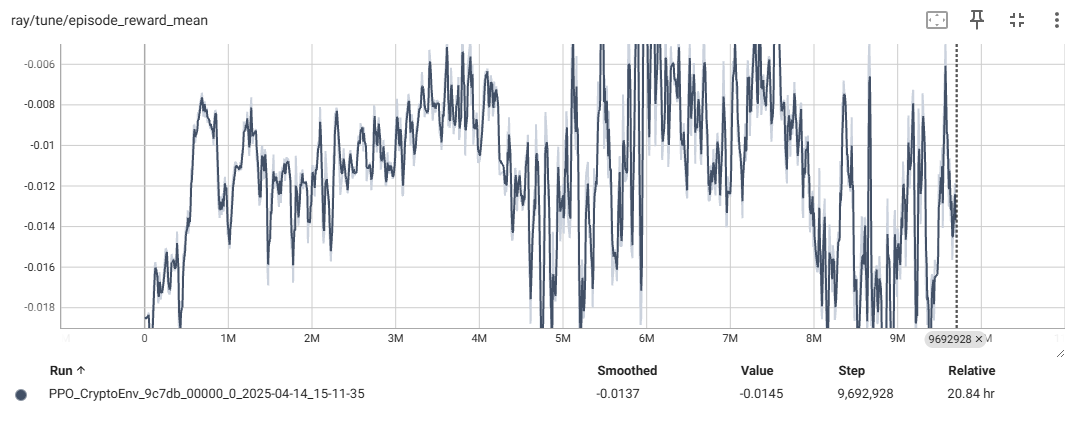 ray/tune/episode_reward_mean
-0.006
-0.008
-0.01
-0.012
-0.014
-0.016
-0.018
0 1M 2M 3M 4M 5M 6M 7M 8M 9M 9692928 × M
Run ↑ Smoothed Value Step Relative
PPO_CryptoEnv_9c7db_00000_0_2025-04-14_15-11-35 -0.0137 -0.0145 9,692,928 20.84 hr